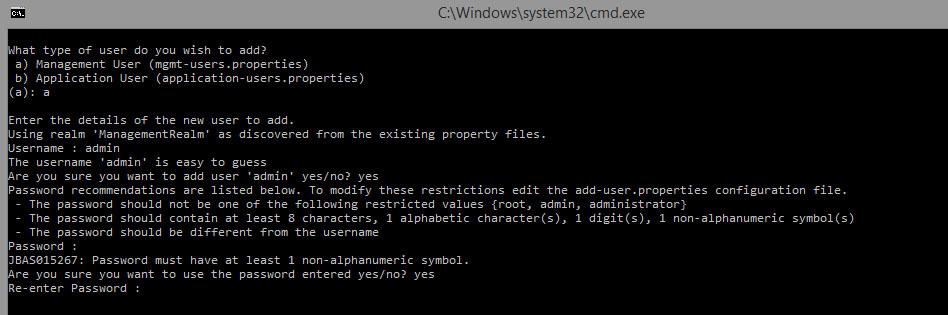 C:\Windows\system32\cmd.exe
What type of user do you wish to add?
a) Management User (mgmt-users.properties)
b) Application User (application-users.properties)
(a): a
Enter the details of the new user to add.
Using realm 'ManagementRealm' as discovered from the existing property files.
Username : admin
The username 'admin' is easy to guess
Are you sure you want to add user 'admin' yes/no? yes
Password recommendations are listed below. To modify these restrictions edit the add-user.properties configuration file.
- The password should not be one of the following restricted values {root, admin, administrator}
- The password should contain at least 8 characters, 1 alphabetic character(s), 1 digit(s), 1 non-alphanumeric symbol(s)
- The password should be different from the username
Password :
JBAS015267: Password must have at least 1 non-alphanumeric symbol.
Are you sure you want to use the password entered yes/no? yes
Re-enter Password :